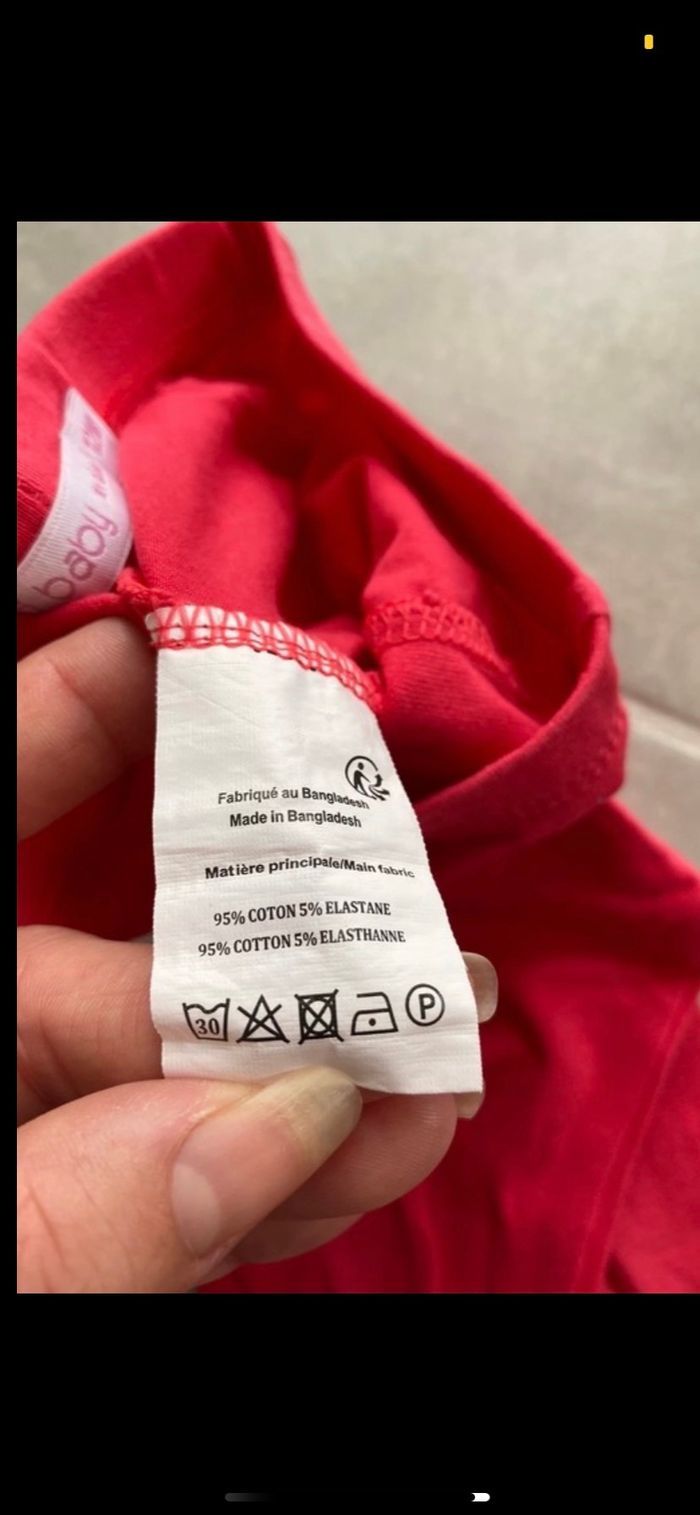 baby
Fabriqué au Bangladesh
Made in Bangladesh
Matière principale/Main fabric
95% COTON 5% ELASTANE
95% COTTON 5% ELASTHANNE
30
P